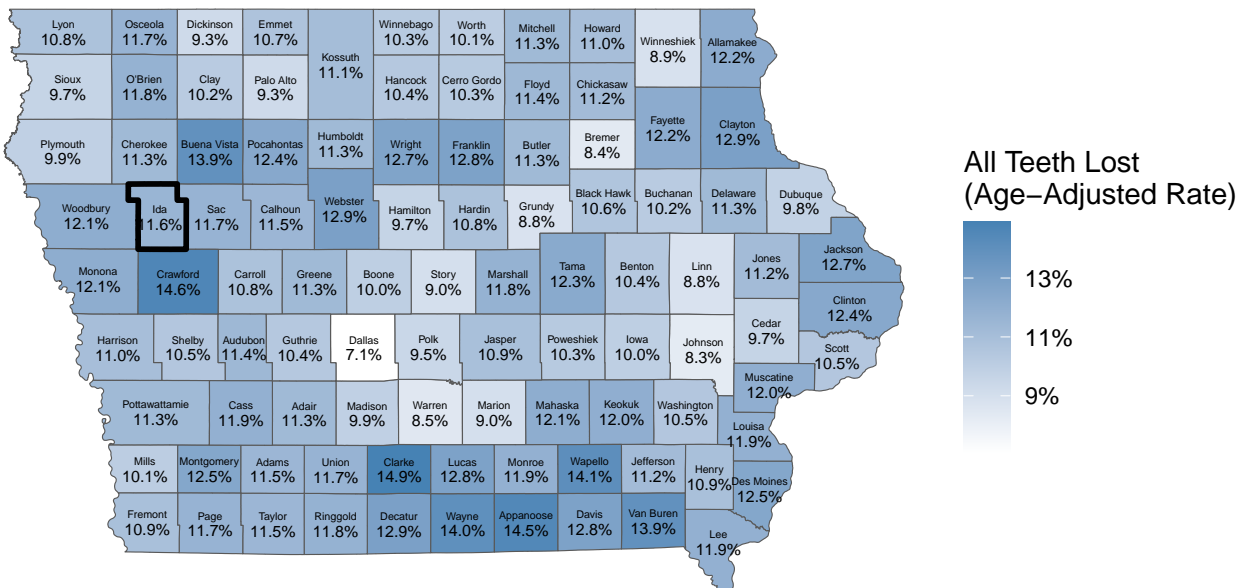 Lyon
10.8%
Osceola
11.7%
Dickinson
9.3%
Emmet
10.7%
Kossuth
11.1%
Winnebago
10.3%
Worth
10.1%
Mitchell
11.3%
Howard
11.0%
Winneshiek
8.9%
Allamakee
12.2%
Sioux
9.7%
O'Brien
11.8%
Clay
10.2%
Palo Alto
9.3%
Hancock
10.4%
Cerro Gordo
10.3%
Floyd
11.4%
Chickasaw
11.2%
Fayette
12.2%
Clayton
12.9%
Plymouth
9.9%
Cherokee
11.3%
Buena Vista
13.9%
Pocahontas
12.4%
Humboldt
11.3%
Wright
12.7%
Franklin
12.8%
Butler
11.3%
Bremer
8.4%
Woodbury
12.1%
Ida
11.6%
Sac
11.7%
Calhoun
11.5%
Webster
12.9%
Hamilton
9.7%
Hardin
10.8%
Grundy
8.8%
Black Hawk
10.6%
Buchanan
10.2%
Delaware
11.3%
Dubuque
9.8%
Monona
12.1%
Crawford
14.6%
Carroll
10.8%
Greene
11.3%
Boone
10.0%
Story
9.0%
Marshall
11.8%
Tama
12.3%
Benton
10.4%
Linn
8.8%
Jones
11.2%
Jackson
12.7%
Clinton
12.4%
Harrison
11.0%
Shelby
10.5%
Audubon
11.4%
Guthrie
10.4%
Dallas
7.1%
Polk
9.5%
Jasper
10.9%
Poweshiek
10.3%
Iowa
10.0%
Johnson
8.3%
Cedar
9.7%
Scott
10.5%
Muscatine
12.0%
Pottawattamie
11.3%
Cass
11.9%
Adair
11.3%
Madison
9.9%
Warren
8.5%
Marion
9.0%
Mahaska
12.1%
Keokuk
12.0%
Washington
10.5%
Louisa
11.9%
Mills
10.1%
Montgomery
12.5%
Adams
11.5%
Union
11.7%
Clarke
14.9%
Lucas
12.8%
Monroe
11.9%
Wapello
14.1%
Jefferson
11.2%
Henry
10.9%
Des Moines
12.5%
Fremont
10.9%
Page
11.7%
Taylor
11.5%
Ringgold
11.8%
Decatur
12.9%
Wayne
14.0%
Appanoose
14.5%
Davis
12.8%
Van Buren
13.9%
Lee
11.9%
All Teeth Lost
(Age−Adjusted Rate)
13%
11%
9%